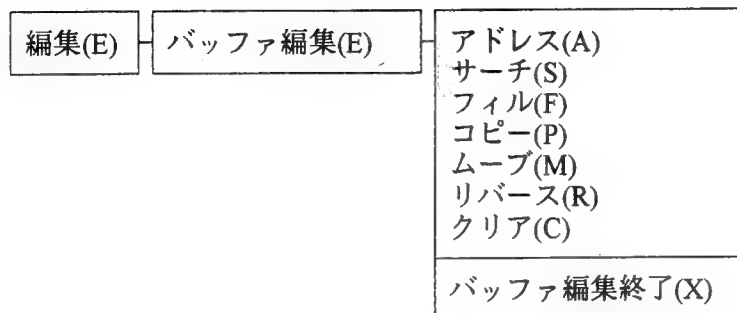 編集(E)
バッファ編集(E)
アドレス(A)
サーチ(S)
フィル(F)
コピー(P)
ムーブ(M)
リバース(R)
クリア(C)
バッファ編集終了(X)